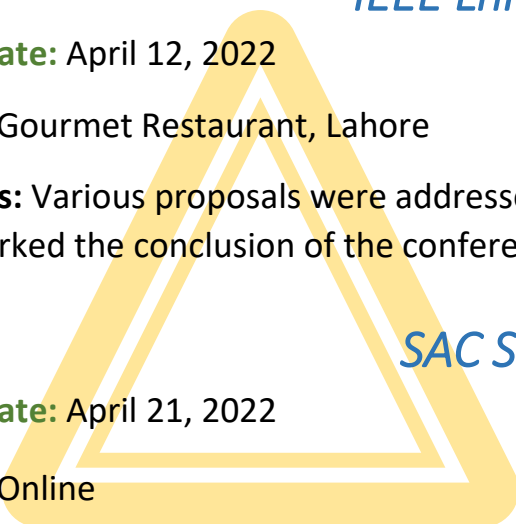 IEEE
ate: April 12, 2022
Gourmet Restaurant, Lahore
s: Various proposals were addresse
rked the conclusion of the confere
SAC S
ate: April 21, 2022
Online